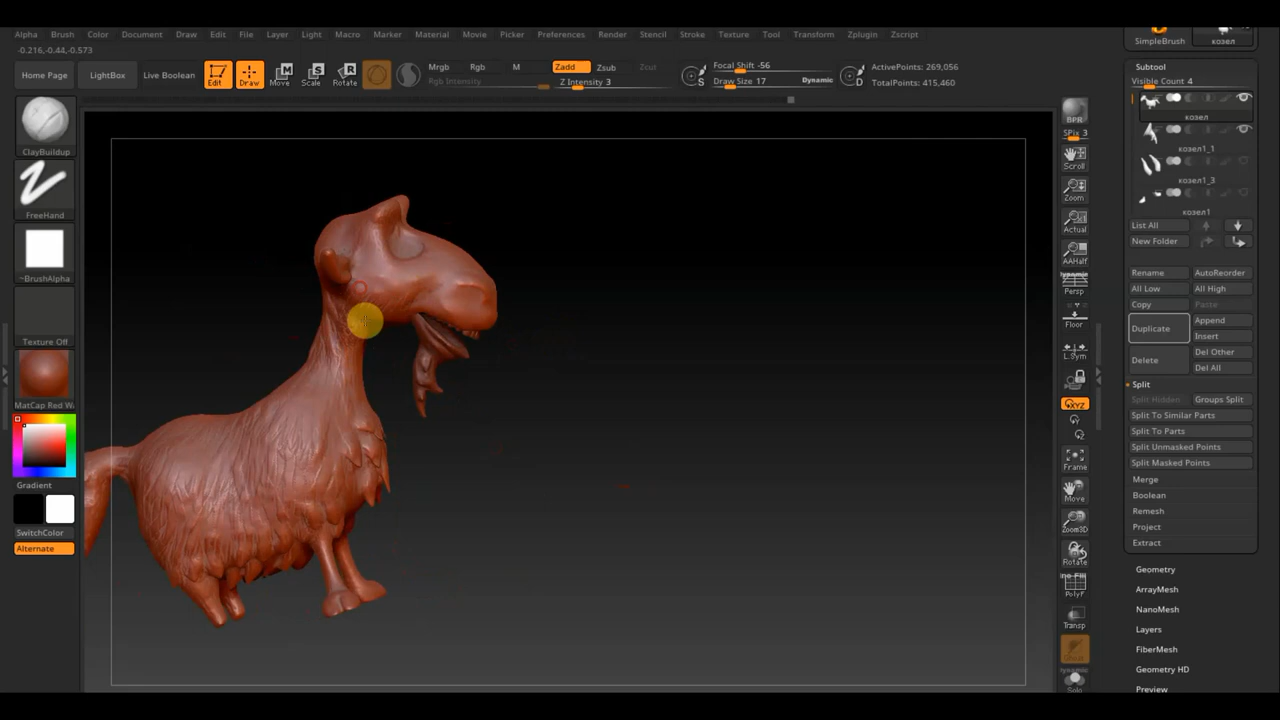 Alpha Brush Color Document Draw Edit File Layer Light Macro Marker Material Movie Picker Preferences Render Stencil Stroke Texture Tool Transform Zplugin Zscript
-0.216,-0.44,-0.573
Home Page
LightBox
Live Boolean
Edit
Draw
Move
Scale
Rotate
Mrgb
Rgb
M
Rgb Intensity
Zadd
Zsub
Zcut
Z Intensity 3
S
Focal Shift -56
Draw Size 17
Dynamic
D
ActivePoints: 269,056
TotalPoints: 415,460
ClayBuildup
FreeHand
~BrushAlpha
Texture Off
MatCap Red W
Gradient
SwitchColor
Alternate
BPR
SPix 3
Scroll
Zoom
Actual
AAHalf
Dynamic
Persp
Floor
L.Sym
XYZ
Frame
Move
Zoom3D
Rotate
PolyF
Transp
Solo
SimpleBrush
козел
Subtool
Visible Count 4
козел
козел1_1
козел1_3
козел1
List All
New Folder
Rename AutoReorder
All Low All High
Copy Paste
Duplicate
Append
Insert
Delete
Del Other
Del All
Split
Split Hidden Groups Split
Split To Similar Parts
Split To Parts
Split Unmasked Points
Split Masked Points
Merge
Boolean
Remesh
Project
Extract
Geometry
ArrayMesh
NanoMesh
Layers
FiberMesh
Geometry HD
Preview